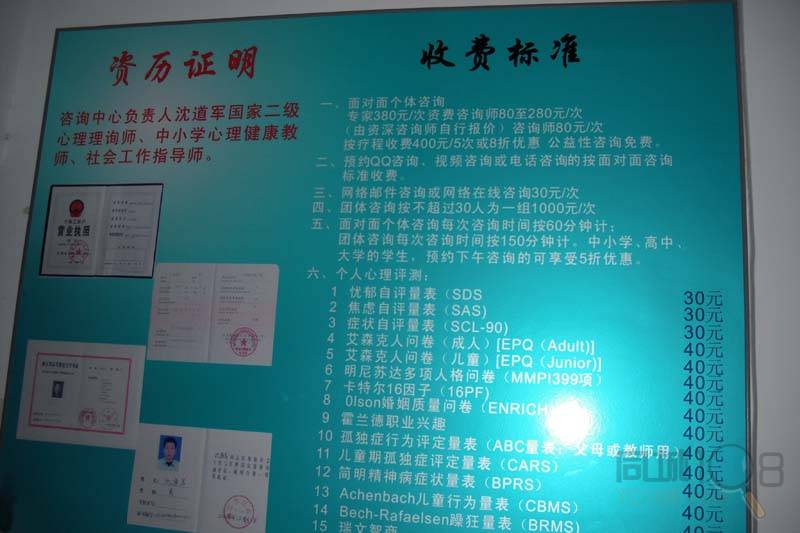 资历证明
咨询中心负责人沈道军国家二级
心理理询师、中小学心理健康教
师、社会工作指导师。
营业执照
收费标准
一、面对面个体咨询
专家380元/次资费咨询师80至280元/次
（由资深咨询师自行报价）咨询师80元/次
按疗程收费400元/5次或8折优惠 公益性咨询免费。
二、预约QQ咨询、视频咨询或电话咨询的按面对面咨询
标准收费。
三、网络邮件咨询或网络在线咨询30元/次
四、团体咨询按不超过30人为一组1000元/次
五、面对面个体咨询每次咨询时间按60分钟计；
团体咨询每次咨询时间按150分钟计。中小学、高中、
大学的学生，预约下午咨询的可享受5折优惠。
六、个人心理评测：
1 忧郁自评量表（SDS 30元
2 焦虑自评量表（SAS) 30元
3 症状自评量表（SCL-90) 30元
4 艾森克人问卷（成人）[EPQ（Adult)] 40元
5 艾森克人问卷（儿童）[EPQ（Junior)] 40元
6 明尼苏达多项人格问卷（MMPI399项） 40元
7 卡特尔16因子（16PF) 40元
8 Olson婚姻质量问卷（ENRICH 40元
9 霍兰德职业兴趣 40元
10 孤独症行为评定量表（ABC量表：父母或教师用） 40元
11 儿童期孤独症评定量表（CARS) 40元
12 简明精神病症状量表（BPRS) 40元
13 Achenbach儿童行为量表（CBMS) 40元
14 Bech-Rafaelsen躁狂量表（BRMS) 40元
15 瑞文智商